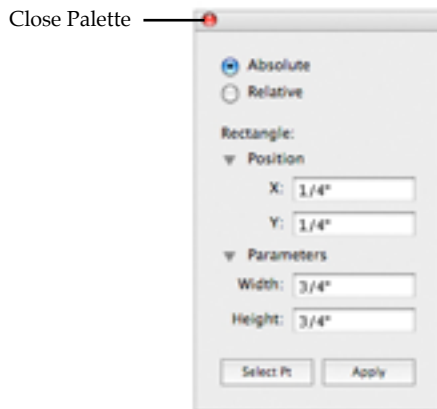 Close Palette
Absolute
Relative
Rectangle:
Position
X: 1/4"
Y: 1/4"
Parameters
Width: 3/4"
Height: 3/4"
Select Pt Apply